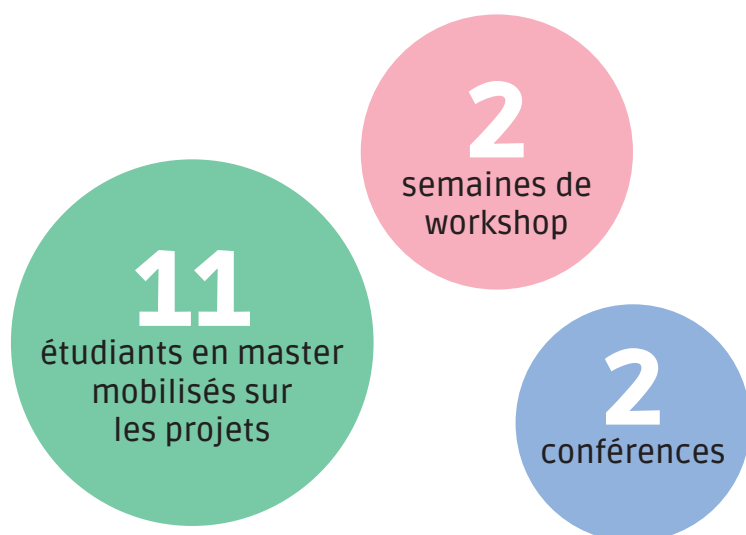 2
semaines de
workshop
11
étudiants en master
mobilisés sur
les projets
2
conférences